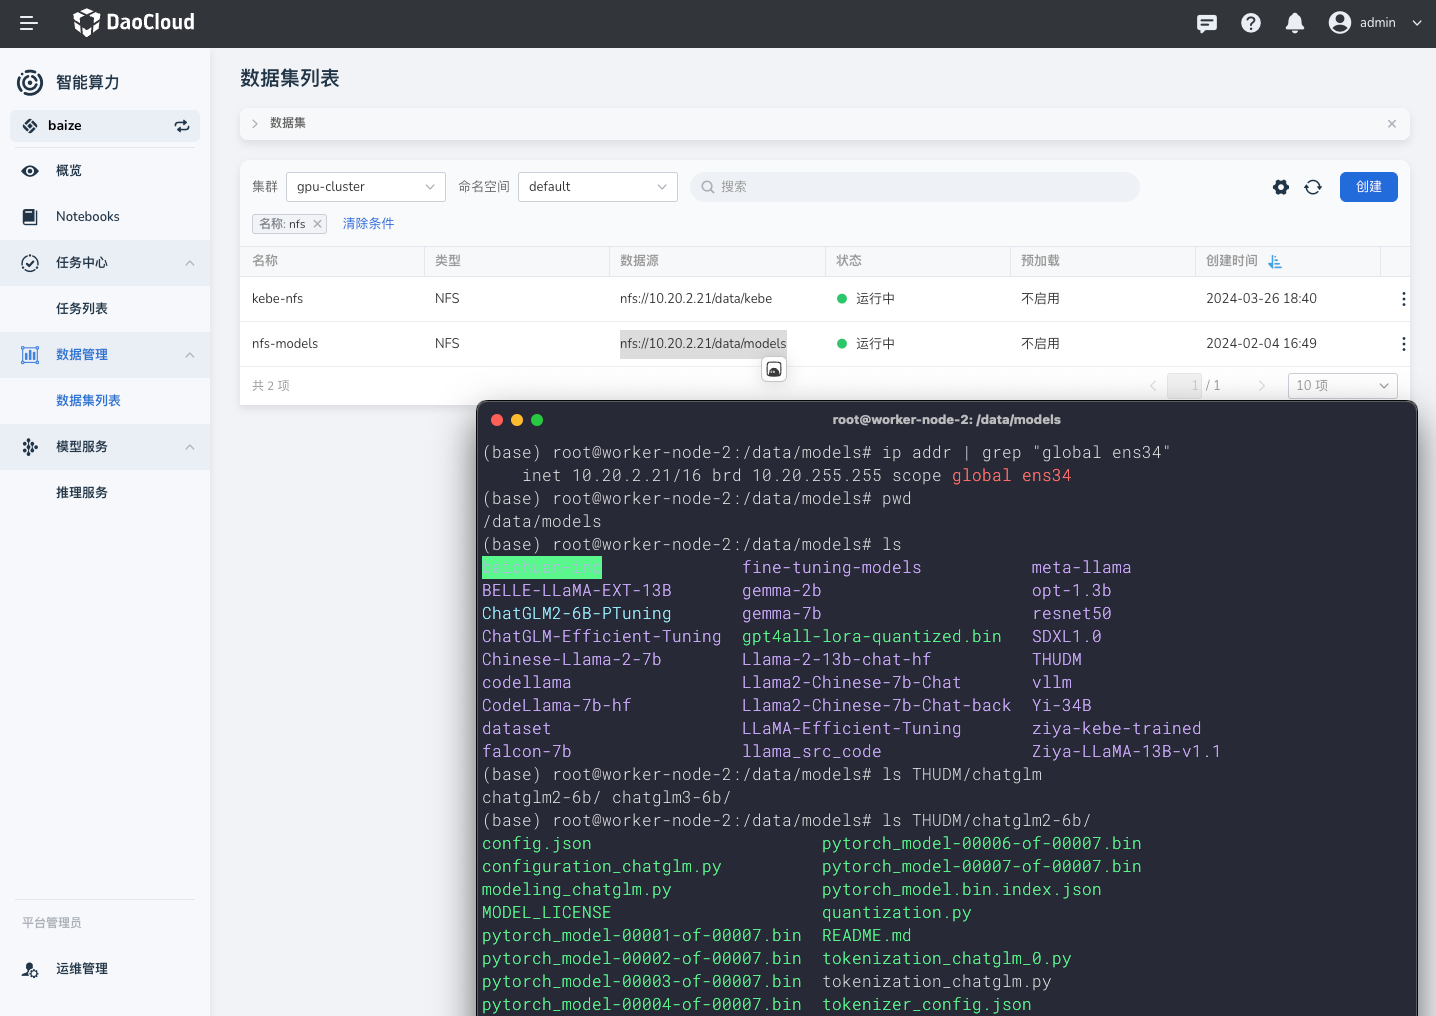 DaoCloud
admin
智能算力
baize
概览
Notebooks
任务中心
任务列表
数据管理
数据集列表
模型服务
推理服务
平台管理员
运维管理
数据集列表
数据集
集群 gpu-cluster 命名空间 default 搜索 创建
名称: nfs 清除条件
名称 类型 数据源 状态 预加载 创建时间
kebe-nfs NFS nfs://10.20.2.21/data/kebe 运行中 不启用 2024-03-26 18:40
nfs-models NFS nfs://10.20.2.21/data/models 运行中 不启用 2024-02-04 16:49
共 2 项 1 / 1 10 项
root@worker-node-2: /data/models
(base) root@worker-node-2:/data/models# ip addr | grep "global ens34"
inet 10.20.2.21/16 brd 10.20.255.255 scope global ens34
(base) root@worker-node-2:/data/models# pwd
/data/models
(base) root@worker-node-2:/data/models# ls
fine-tuning-models meta-llama
BELLE-LLaMA-EXT-13B gemma-2b opt-1.3b
ChatGLM2-6B-PTuning gemma-7b resnet50
ChatGLM-Efficient-Tuning gpt4all-lora-quantized.bin SDXL1.0
Chinese-Llama-2-7b Llama-2-13b-chat-hf THUDM
codellama Llama2-Chinese-7b-Chat vllm
CodeLlama-7b-hf Llama2-Chinese-7b-Chat-back Yi-34B
dataset LLaMA-Efficient-Tuning ziya-kebe-trained
falcon-7b llama_src_code Ziya-LLaMA-13B-v1.1
(base) root@worker-node-2:/data/models# ls THUDM/chatglm
chatglm2-6b/ chatglm3-6b/
(base) root@worker-node-2:/data/models# ls THUDM/chatglm2-6b/
config.json pytorch_model-00006-of-00007.bin
configuration_chatglm.py pytorch_model-00007-of-00007.bin
modeling_chatglm.py pytorch_model.bin.index.json
MODEL_LICENSE quantization.py
pytorch_model-00001-of-00007.bin README.md
pytorch_model-00002-of-00007.bin tokenization_chatglm_0.py
pytorch_model-00003-of-00007.bin tokenization_chatglm.py
pytorch_model-00004-of-00007.bin tokenizer_config.json